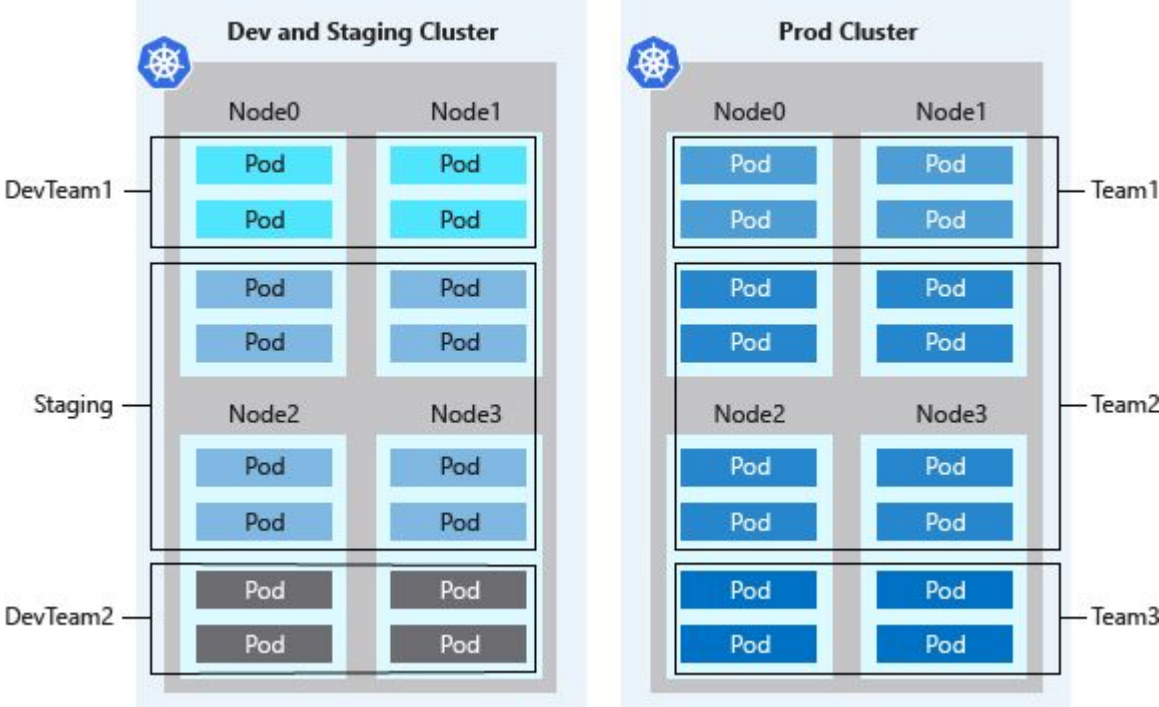 Dev and Staging Cluster
Prod Cluster
Node0 Node1
Node0 Node1
DevTeam1
Pod Pod
Pod Pod
Pod Pod
Pod Pod
Team1
Staging
Pod Pod
Pod Pod
Pod Pod
Pod Pod
Team2
Node2 Node3
Node2 Node3
Pod Pod
Pod Pod
Pod Pod
Pod Pod
DevTeam2
Pod Pod
Pod Pod
Pod Pod
Pod Pod
Team3